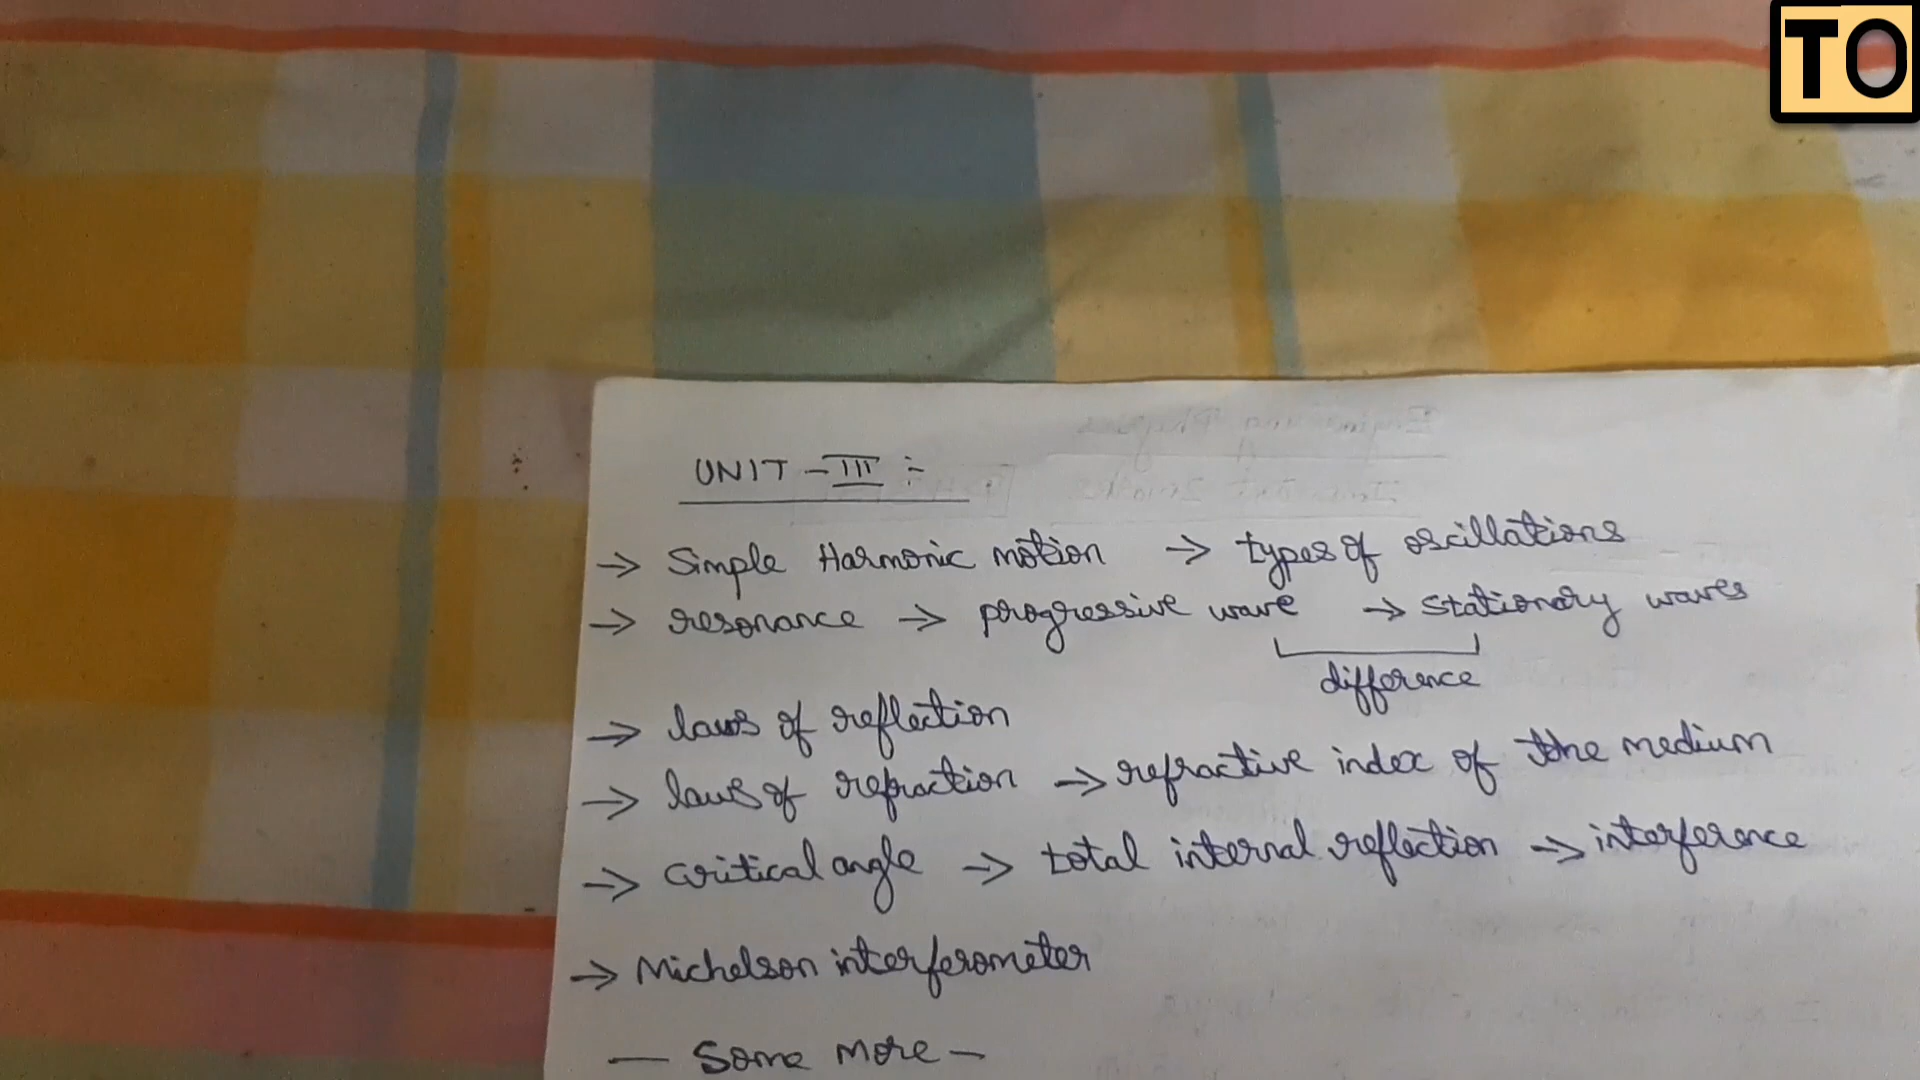 TO
UNIT - III :-
→ Simple Harmonic motion → types of oscillations
→ resonance → progressive wave → stationary waves
difference
→ laws of reflection
→ laws of refraction → refractive index of the medium
→ critical angle → total internal reflection → interference
→ Michelson interferometer
— Some more —